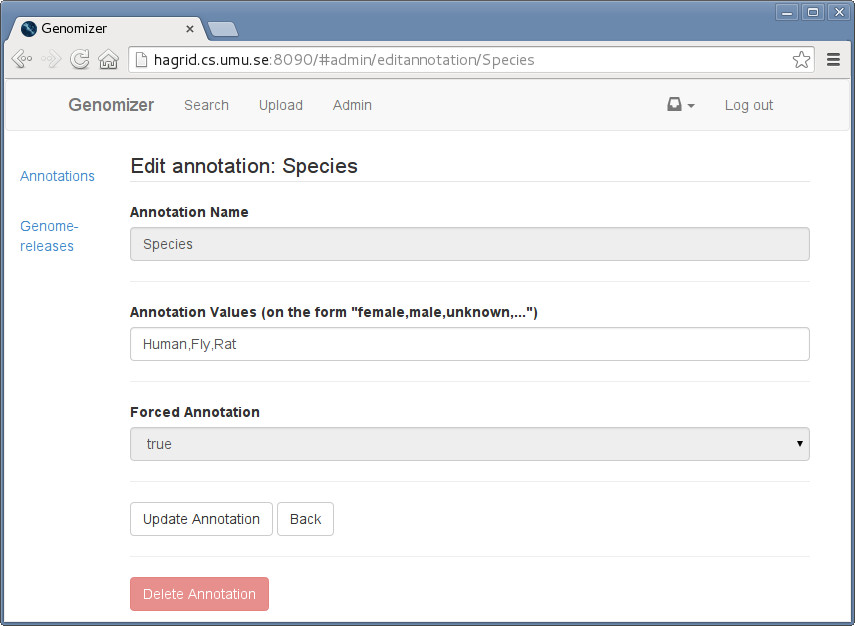 Genomizer
hagrid.cs.umu.se:8090/#admin/editannotation/Species
Genomizer Search Upload Admin Log out
Annotations
Genome-
releases
Edit annotation: Species
Annotation Name
Species
Annotation Values (on the form "female,male,unknown,...")
Human,Fly,Rat
Forced Annotation
true
Update Annotation Back
Delete Annotation